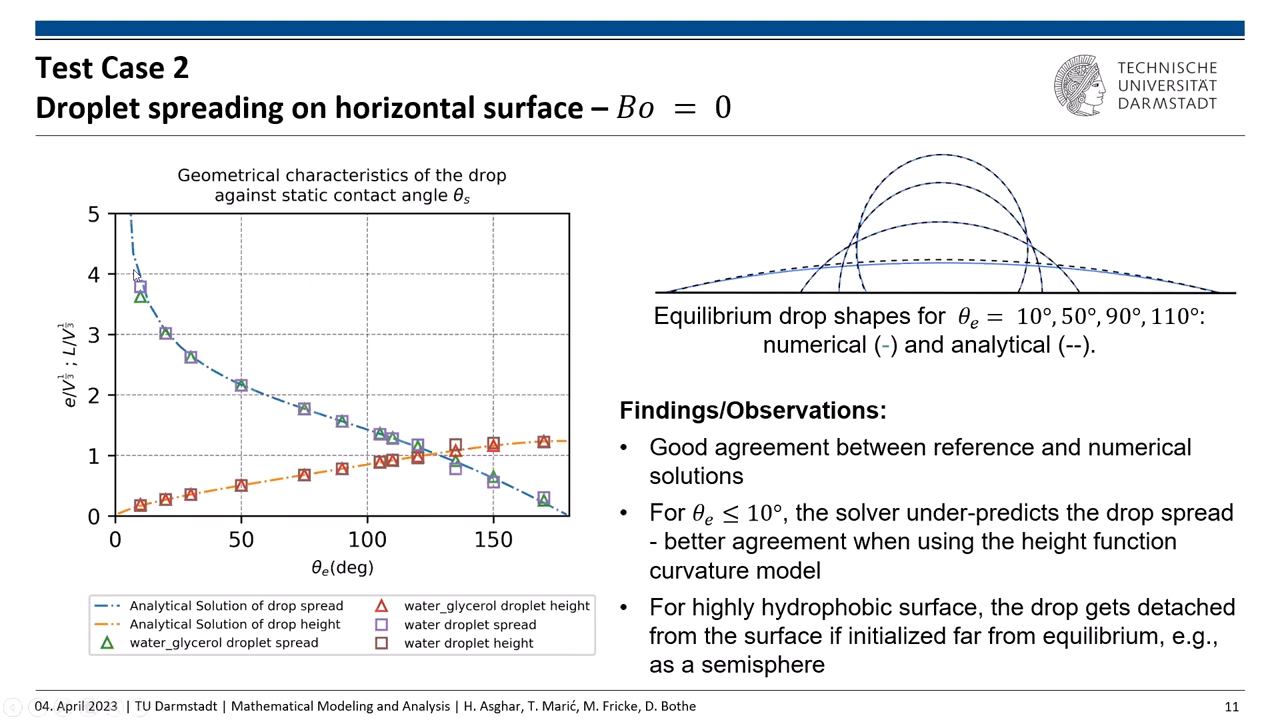 Test Case 2
Droplet spreading on horizontal surface – Bo = 0
TECHNISCHE
UNIVERSITÄT
DARMSTADT
Geometrical characteristics of the drop
against static contact angle θₛ
5
4
3
2
1
0
e/V^{1/3} ; L/V^{1/3}
0
50
100
150
θₑ(deg)
Analytical Solution of drop spread
Analytical Solution of drop height
water_glycerol droplet spread
water_glycerol droplet height
water droplet spread
water droplet height
Equilibrium drop shapes for θₑ = 10°, 50°, 90°, 110°:
numerical (-) and analytical (--).
Findings/Observations:
• Good agreement between reference and numerical
solutions
• For θₑ ≤ 10°, the solver under-predicts the drop spread
- better agreement when using the height function
curvature model
• For highly hydrophobic surface, the drop gets detached
from the surface if initialized far from equilibrium, e.g.,
as a semisphere
04. April 2023 | TU Darmstadt | Mathematical Modeling and Analysis | H. Asghar, T. Marić, M. Fricke, D. Bothe
11